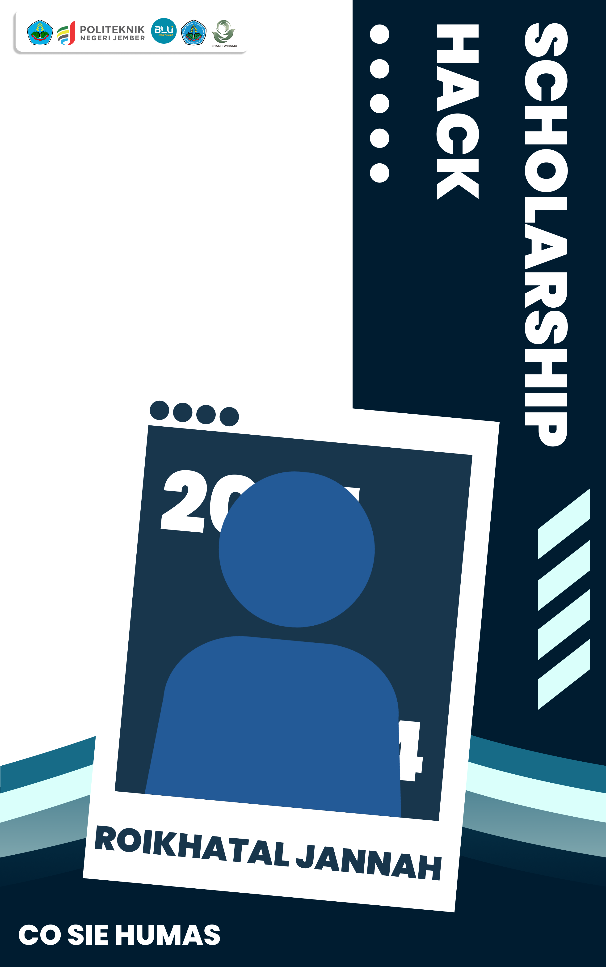 POLITEKNIK
NEGERI JEMBER
BLU
SCHOLARSHIP
HACK
ROIKHATAL JANNAH
CO SIE HUMAS